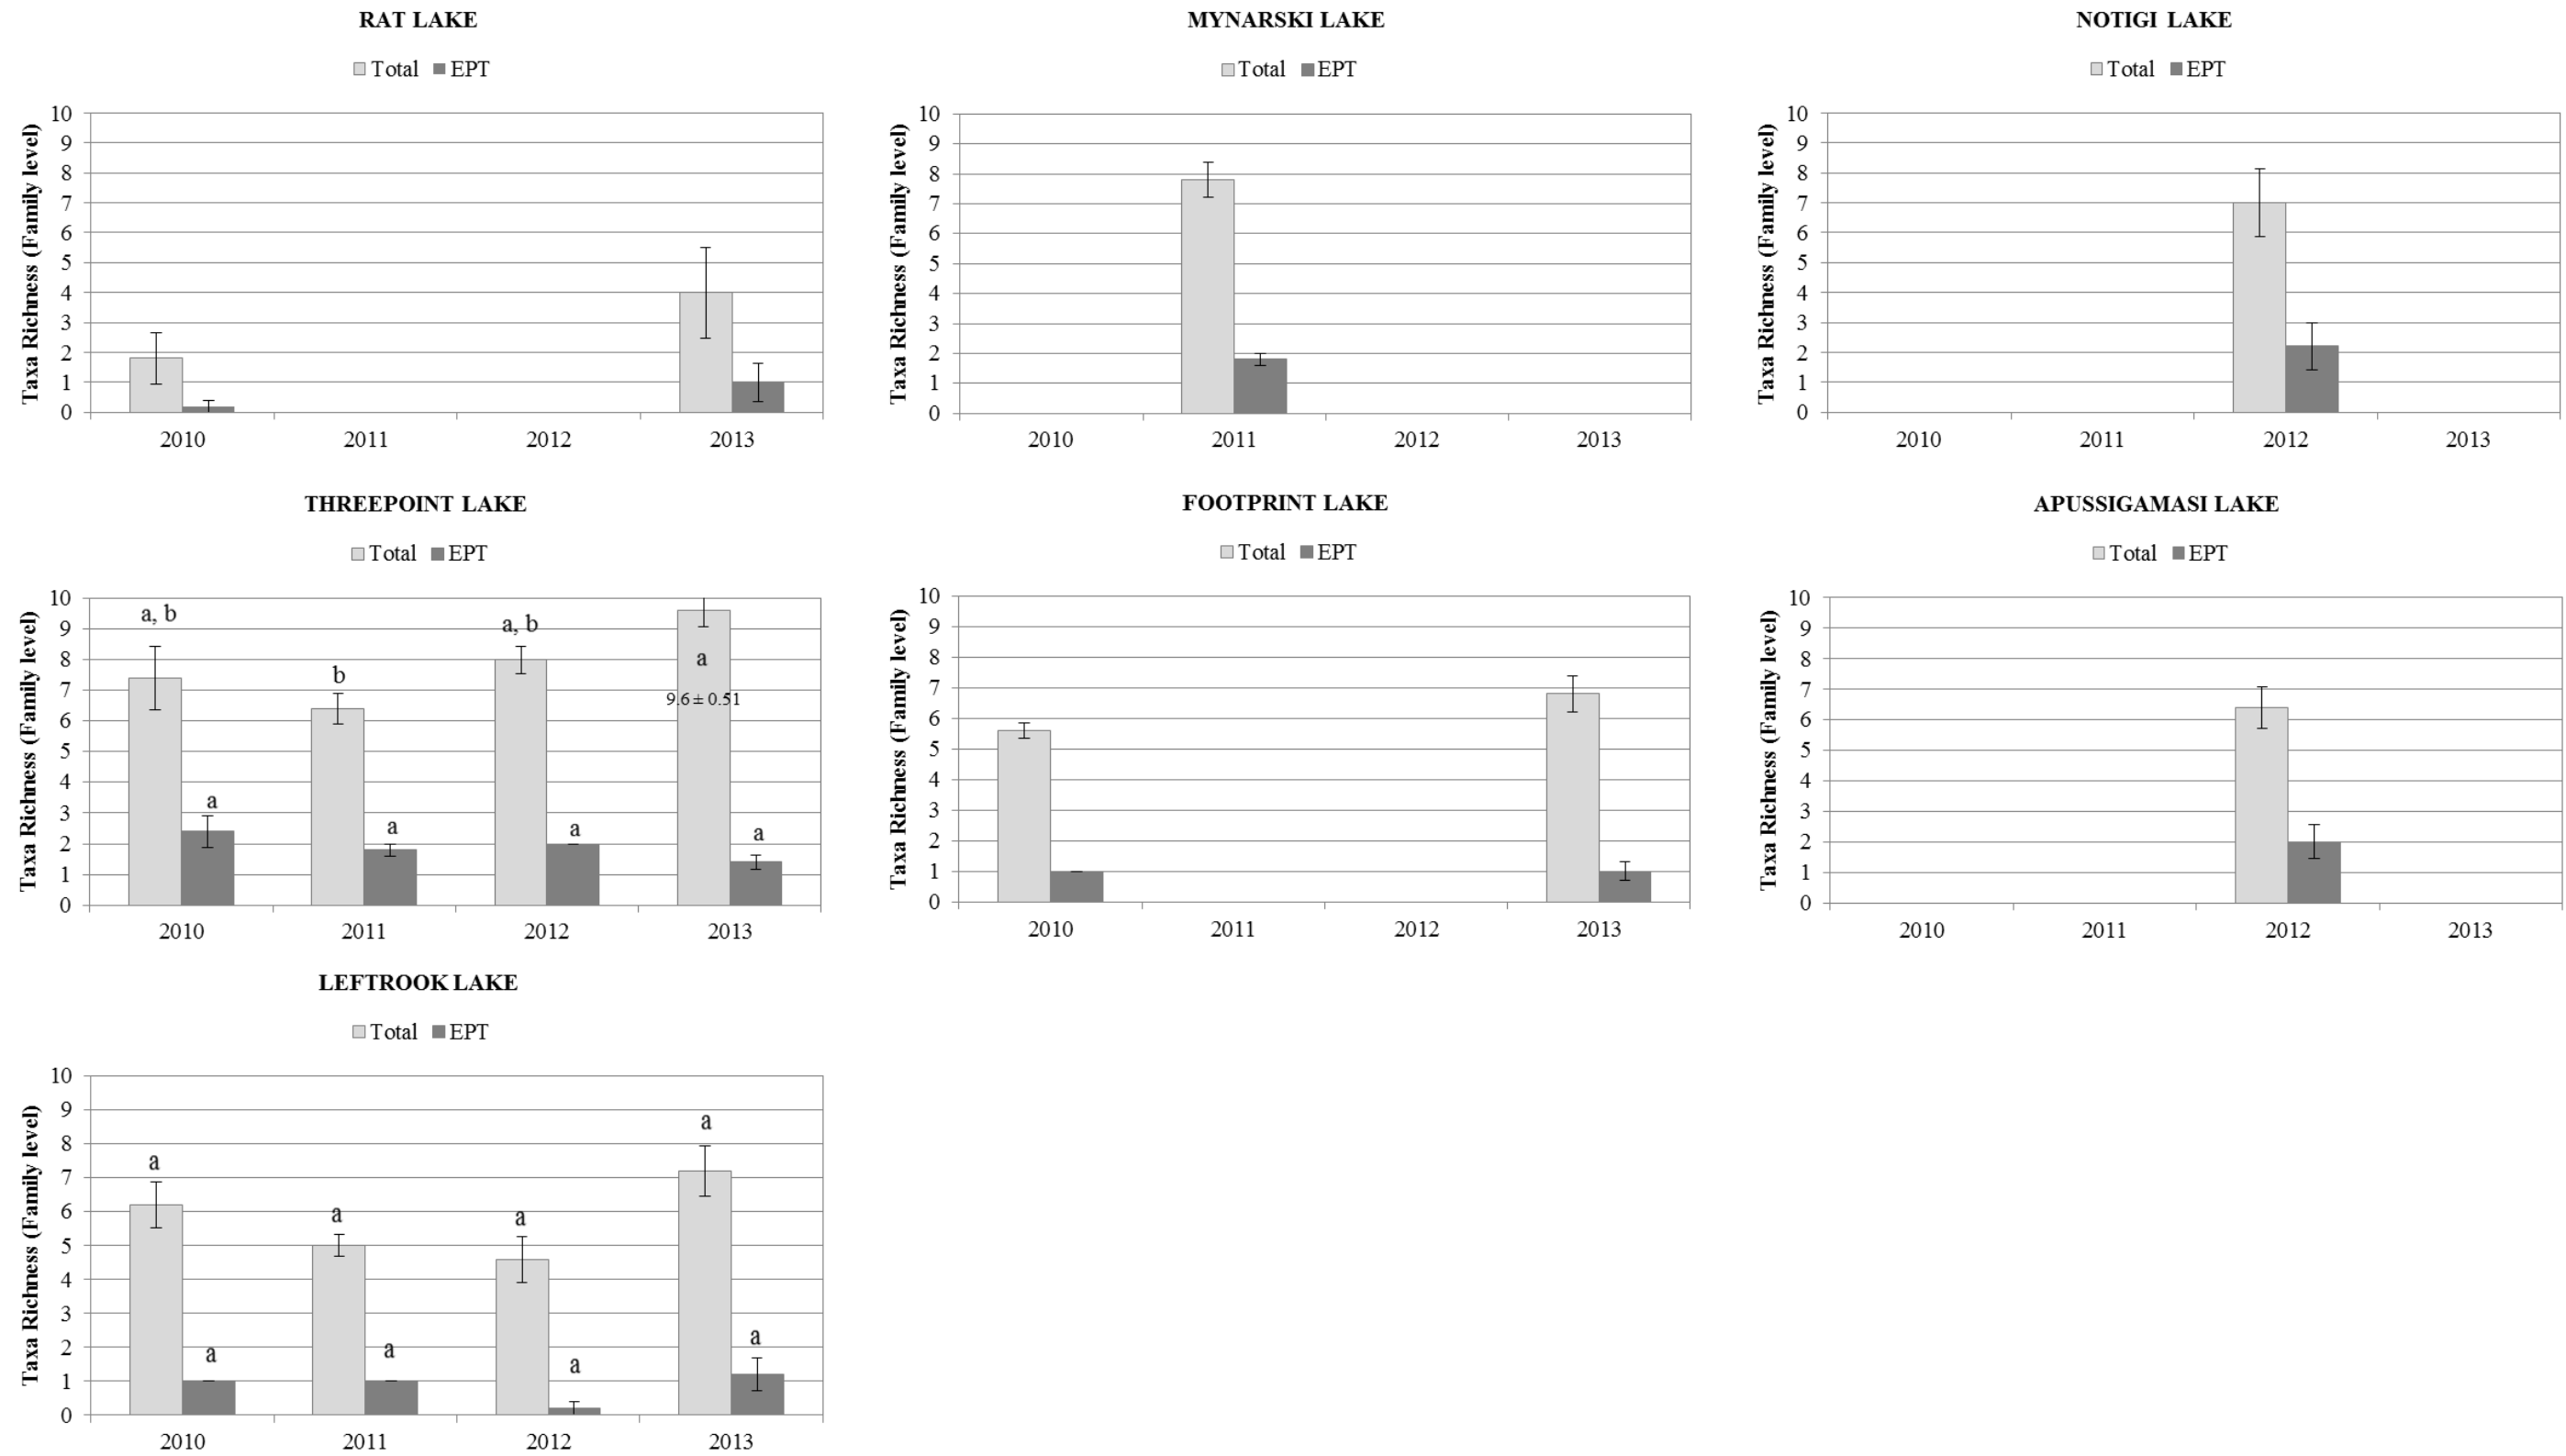 RAT LAKE
Total EPT
Taxa Richness (Family level)
10
9
8
7
6
5
4
3
2
1
0
2010 2011 2012 2013
MYNARSKI LAKE
Total EPT
Taxa Richness (Family level)
10
9
8
7
6
5
4
3
2
1
0
2010 2011 2012 2013
NOTIGI LAKE
Total EPT
Taxa Richness (Family level)
10
9
8
7
6
5
4
3
2
1
0
2010 2011 2012 2013
THREEPOINT LAKE
Total EPT
Taxa Richness (Family level)
10
9
8
7
6
5
4
3
2
1
0
a, b
a
b
a
a, b
a
a
9.6 ± 0.51
a
2010 2011 2012 2013
FOOTPRINT LAKE
Total EPT
Taxa Richness (Family level)
10
9
8
7
6
5
4
3
2
1
0
2010 2011 2012 2013
APUSSIGAMASI LAKE
Total EPT
Taxa Richness (Family level)
10
9
8
7
6
5
4
3
2
1
0
2010 2011 2012 2013
LEFTROOK LAKE
Total EPT
Taxa Richness (Family level)
10
9
8
7
6
5
4
3
2
1
0
a
a
a
a
a
a
a
a
2010 2011 2012 2013